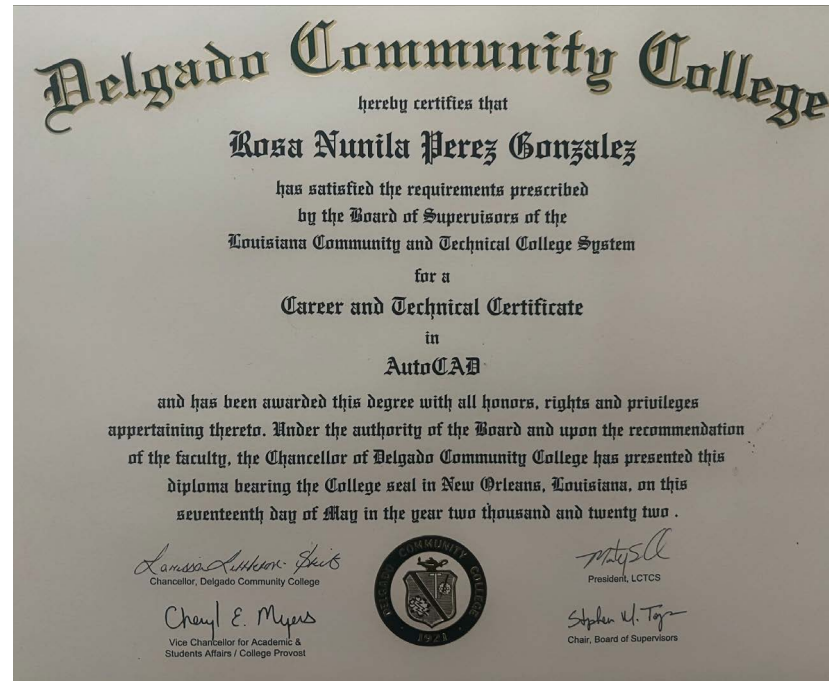 Delgado Community College
hereby certifies that
Rosa Nunila Perez Gonzalez
has satisfied the requirements prescribed
by the Board of Supervisors of the
Louisiana Community and Technical College System
for a
Career and Technical Certificate
in
AutoCAD
and has been awarded this degree with all honors, rights and privileges
appertaining thereto. Under the authority of the Board and upon the recommendation
of the faculty, the Chancellor of Delgado Community College has presented this
diploma bearing the College seal in New Orleans, Louisiana, on this
seventeenth day of May in the year two thousand and twenty two .
Chancellor, Delgado Community College
Cheryl E. Myers
Vice Chancellor for Academic &
Students Affairs / College Provost
DELGADO COMMUNITY COLLEGE
1921
President, LCTCS
Stephen
Chair, Board of Supervisors